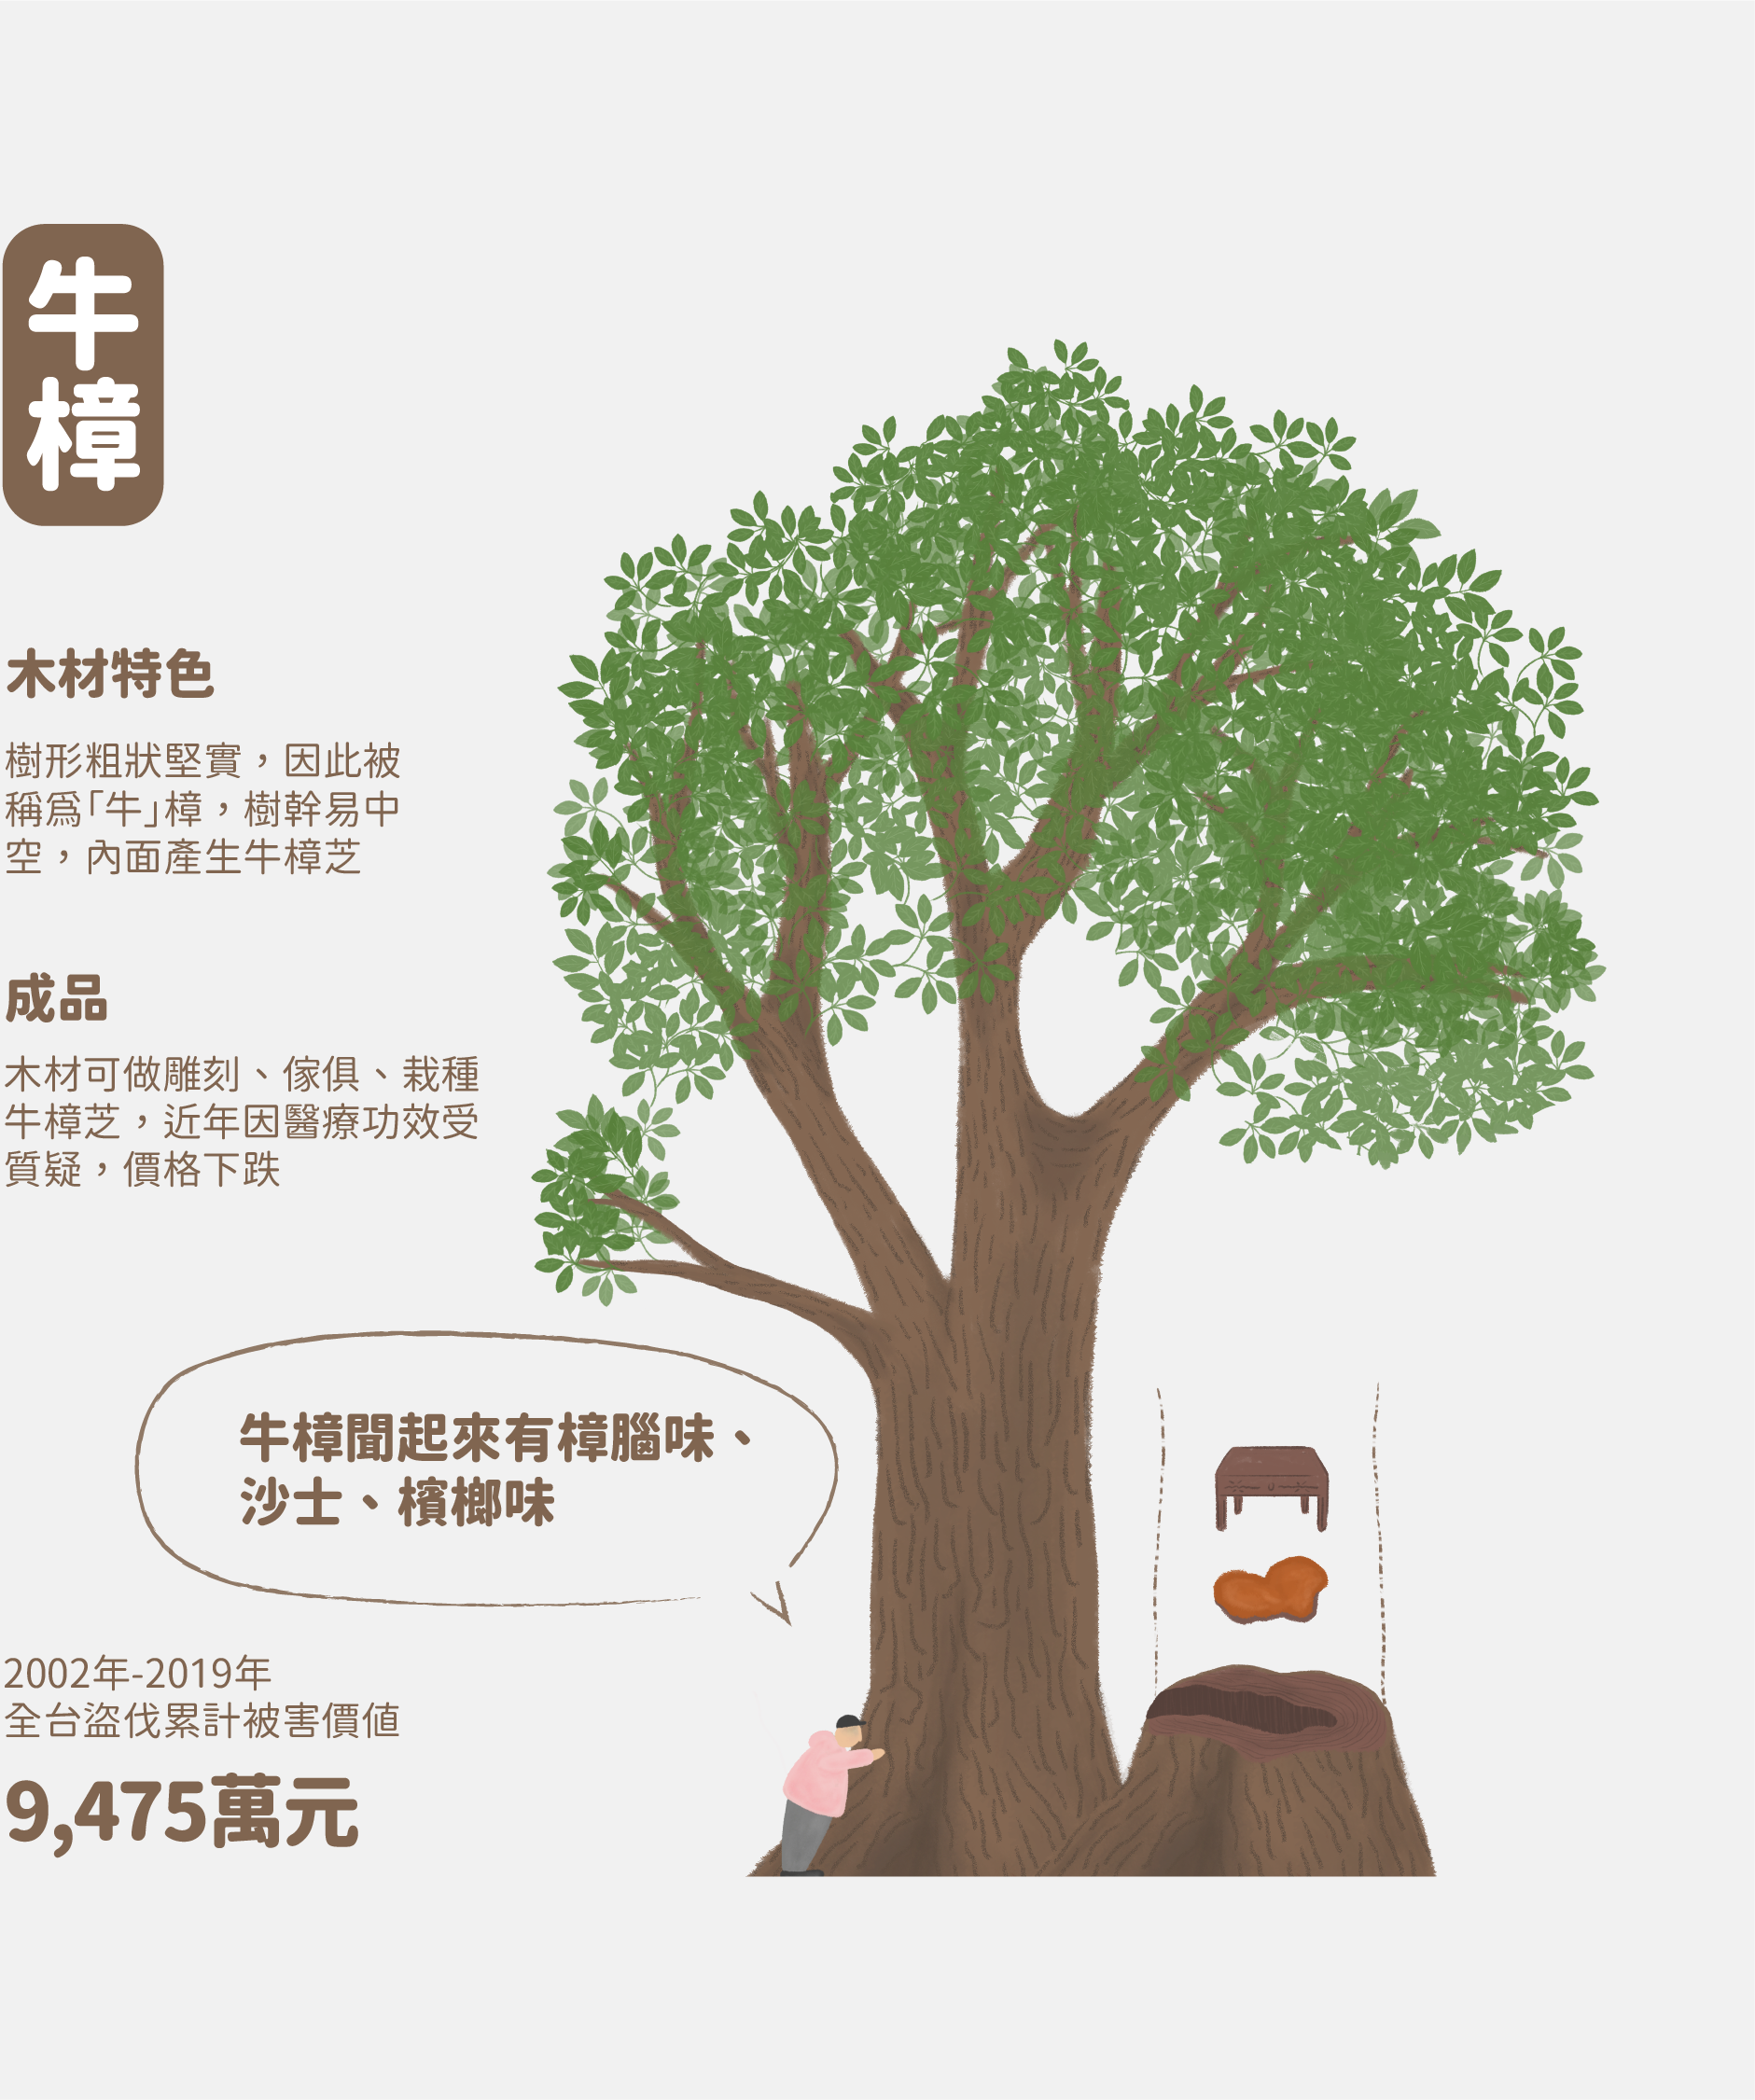 牛樟
木材特色
樹形粗狀堅實，因此被
稱為「牛」樟，樹幹易中
空，內面產生牛樟芝
成品
木材可做雕刻、傢俱、栽種
牛樟芝，近年因醫療功效受
質疑，價格下跌
牛樟聞起來有樟腦味、
沙士、檳榔味
2002年-2019年
全台盜伐累計被害價值
9,475萬元